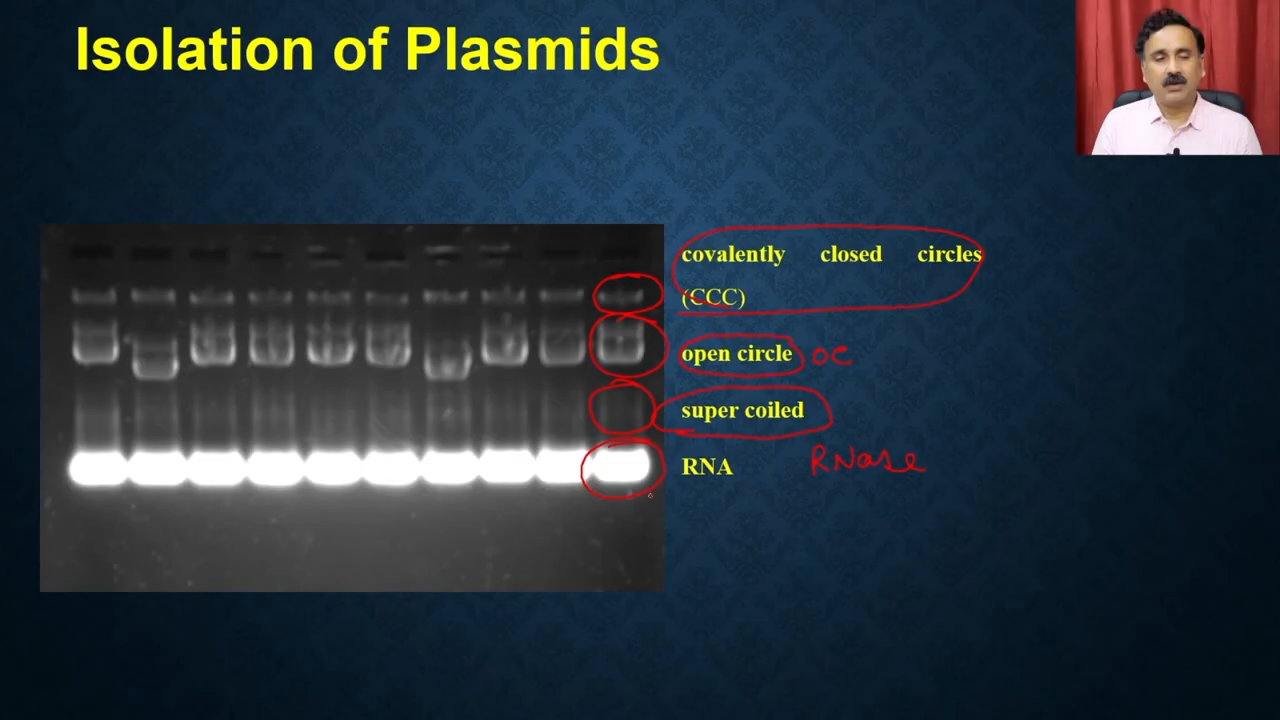 Isolation of Plasmids
covalently closed circles
(CCC)
open circle OC
super coiled
RNA RNase